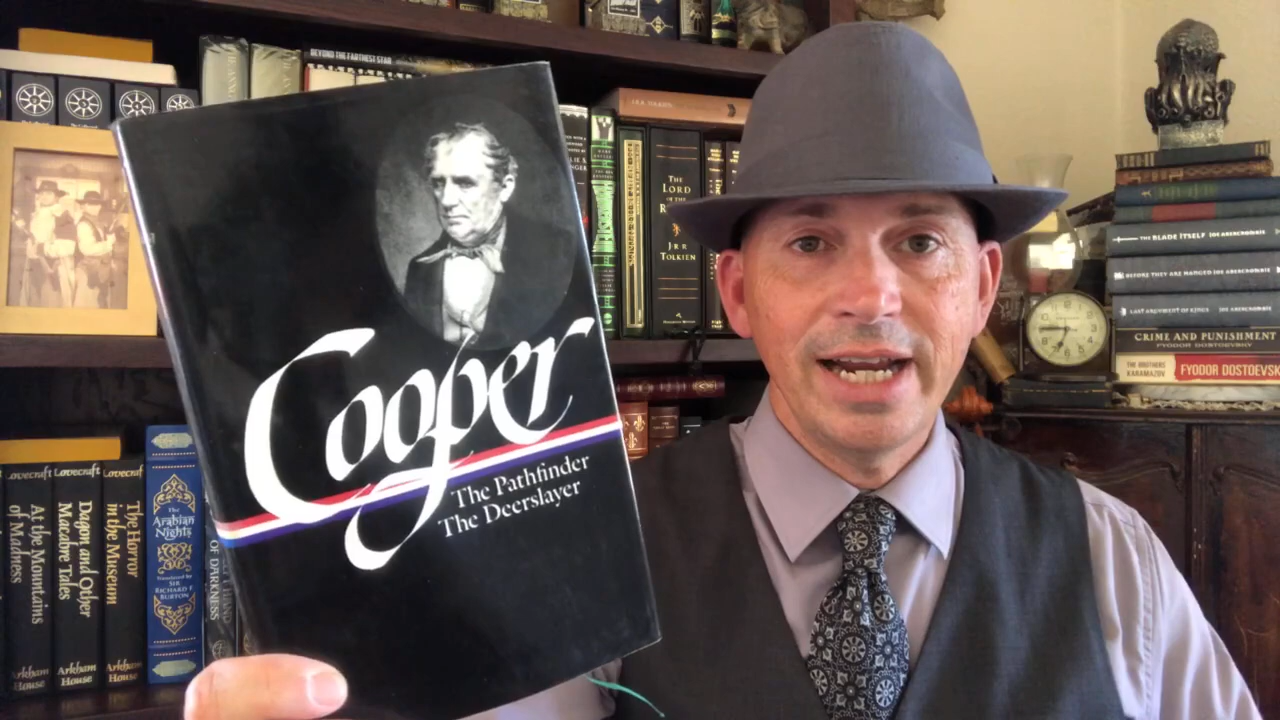 BEYOND THE FARTHEST STAR
Cooper
The Pathfinder
The Deerslayer
J.R.R. TOLKIEN
THE
LORD
OF THE
J R R
TOLKIEN
THE BLADE ITSELF JOE ABERCROMBIE
BEFORE THEY ARE HANGED JOE ABERCROMBIE
LAST ARGUMENT OF KINGS JOE ABERCROMBIE
CRIME AND PUNISHMENT
FYODOR DOSTOEVSKY
THE BROTHERS
KARAMAZOV
FYODOR DOSTOEVSK
Lovecraft
At the Mountains
of Madness
Arkham
House
Lovecraft
Dagon and Other
Macabre Tales
Arkham
House
Lovecraft
The Horror
in the Museum
Arkham
House
The
Arabian
Nights
Translated by
SIR
RICHARD F.
BURTON
OF DARKNESS